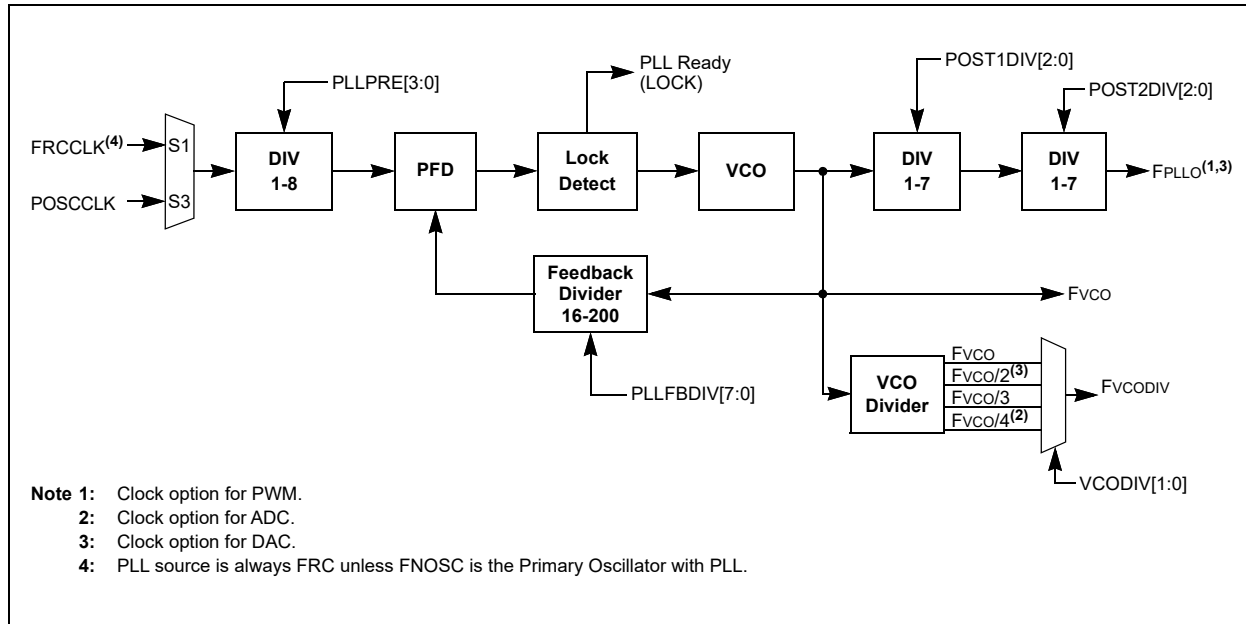 PLLPRE[3:0]
PLL Ready
(LOCK)
POST1DIV[2:0]
POST2DIV[2:0]
FRCCLK(4)
S1
POSCCLK
S3
DIV
1-8
PFD
Lock
Detect
VCO
DIV
1-7
DIV
1-7
FPLLO(1,3)
Feedback
Divider
16-200
FVCO
PLLFBDIV[7:0]
VCO
Divider
FVCO
FVCO/2(3)
FVCO/3
FVCO/4(2)
FVCODIV
VCODIV[1:0]
Note 1: Clock option for PWM.
2: Clock option for ADC.
3: Clock option for DAC.
4: PLL source is always FRC unless FNOSC is the Primary Oscillator with PLL.